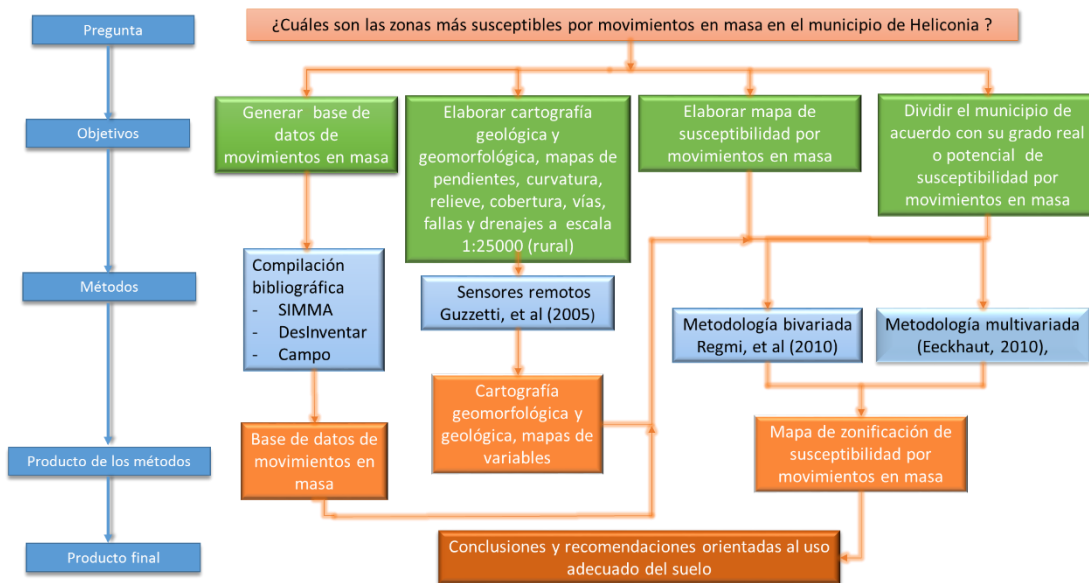 Pregunta
¿Cuáles son las zonas más susceptibles por movimientos en masa en el municipio de Heliconia ?
Objetivos
Generar base de
datos de
movimientos en
masa
Elaborar cartografía
geológica y
geomorfológica, mapas de
pendientes, curvatura,
relieve, cobertura, vías,
fallas y drenajes a escala
1:25000 (rural)
Elaborar mapa de
susceptibilidad por
movimientos en masa
Dividir el municipio de
acuerdo con su grado real
o potencial de
susceptibilidad por
movimientos en masa
Métodos
Compilación
bibliográfica
- SIMMA
- DesInventar
- Campo
Sensores remotos
Guzzetti, et al (2005)
Metodología bivariada
Regmi, et al (2010)
Metodología multivariada
(Eeckhaut, 2010),
Producto de los métodos
Base de datos de
movimientos en
masa
Cartografía
geomorfológica y
geológica, mapas de
variables
Mapa de zonificación de
susceptibilidad por
movimientos en masa
Producto final
Conclusiones y recomendaciones orientadas al uso
adecuado del suelo